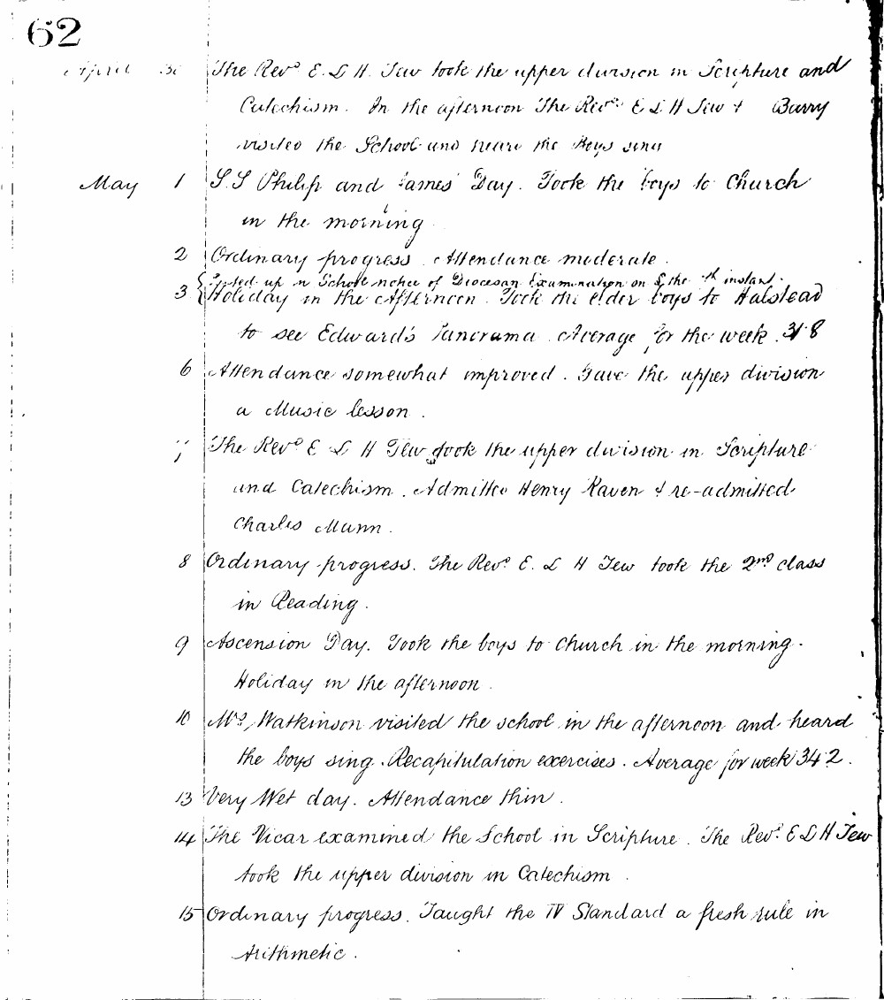 62
April 30 The Revd. E. L H. Tew took the upper division in Scripture and
Catechism. In the afternoon The Revd. E L H Tew & Barry
visited the School and heard the Boys sing
May 1 S.S Philip and James' Day. Took the boys to Church
in the morning
2 Ordinary progress. Attendance moderate.
up in School notice of Diocesan Examination on the instant.
3 Holiday in the Afternoon. Took the elder boys to Halstead
to see Edward's Panorama. Average for the week. 31.8
6 Attendance somewhat improved. Gave the upper division
a Music lesson.
7 The Revd E L H Tew took the upper division in Scripture
and Catechism. Admitted Henry Raven & re-admitted
Charles Mann.
8 Ordinary progress. The Revd. E. L H Tew took the 2nd class
in Reading.
9 Ascension Day. Took the boys to Church in the morning.
Holiday in the afternoon.
10 Mrs. Watkinson visited the school in the afternoon and heard
the boys sing. Recapitulation exercises. Average for week 34.2.
13 Very Wet day. Attendance thin.
14 The Vicar examined the School in Scripture. The Revd. E L H Tew
took the upper division in Catechism.
15 Ordinary progress. Taught the IV Standard a fresh rule in
Arithmetic.